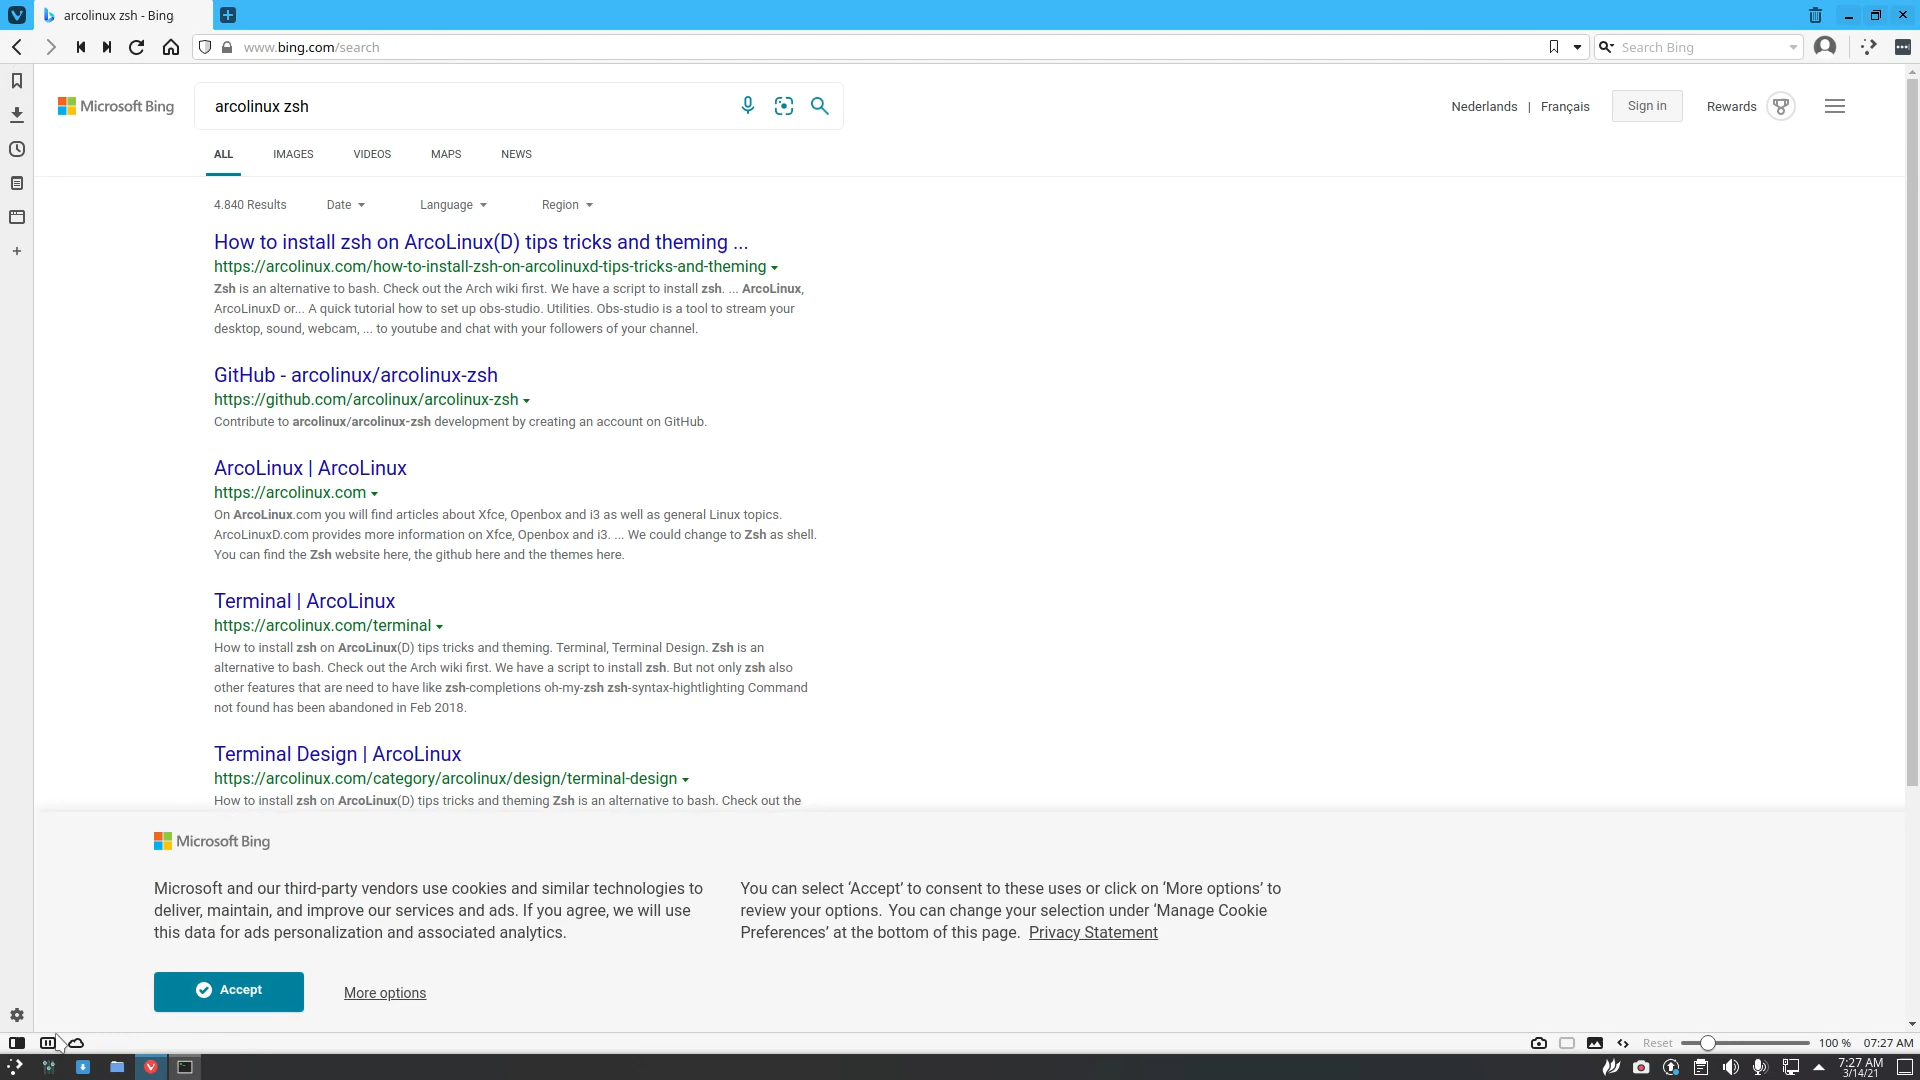 arcolinux zsh - Bing
www.bing.com/search
Search Bing
Microsoft Bing
arcolinux zsh
Nederlands | Français
Sign in
Rewards
ALL
IMAGES
VIDEOS
MAPS
NEWS
4.840 Results
Date
Language
Region
How to install zsh on ArcoLinux(D) tips tricks and theming ...
https://arcolinux.com/how-to-install-zsh-on-arcolinuxd-tips-tricks-and-theming
Zsh is an alternative to bash. Check out the Arch wiki first. We have a script to install zsh. ... ArcoLinux,
ArcoLinuxD or... A quick tutorial how to set up obs-studio. Utilities. Obs-studio is a tool to stream your
desktop, sound, webcam, ... to youtube and chat with your followers of your channel.
GitHub - arcolinux/arcolinux-zsh
https://github.com/arcolinux/arcolinux-zsh
Contribute to arcolinux/arcolinux-zsh development by creating an account on GitHub.
ArcoLinux | ArcoLinux
https://arcolinux.com
On ArcoLinux.com you will find articles about Xfce, Openbox and i3 as well as general Linux topics.
ArcoLinuxD.com provides more information on Xfce, Openbox and i3. ... We could change to Zsh as shell.
You can find the Zsh website here, the github here and the themes here.
Terminal | ArcoLinux
https://arcolinux.com/terminal
How to install zsh on ArcoLinux(D) tips tricks and theming. Terminal, Terminal Design. Zsh is an
alternative to bash. Check out the Arch wiki first. We have a script to install zsh. But not only zsh also
other features that are need to have like zsh-completions oh-my-zsh zsh-syntax-hightlighting Command
not found has been abandoned in Feb 2018.
Terminal Design | ArcoLinux
https://arcolinux.com/category/arcolinux/design/terminal-design
How to install zsh on ArcoLinux(D) tips tricks and theming Zsh is an alternative to bash. Check out the
Microsoft Bing
Microsoft and our third-party vendors use cookies and similar technologies to
deliver, maintain, and improve our services and ads. If you agree, we will use
this data for ads personalization and associated analytics.
You can select ‘Accept’ to consent to these uses or click on ‘More options’ to
review your options. You can change your selection under ‘Manage Cookie
Preferences’ at the bottom of this page. Privacy Statement
Accept
More options
Reset
100 %
07:27 AM
7:27 AM
3/14/21